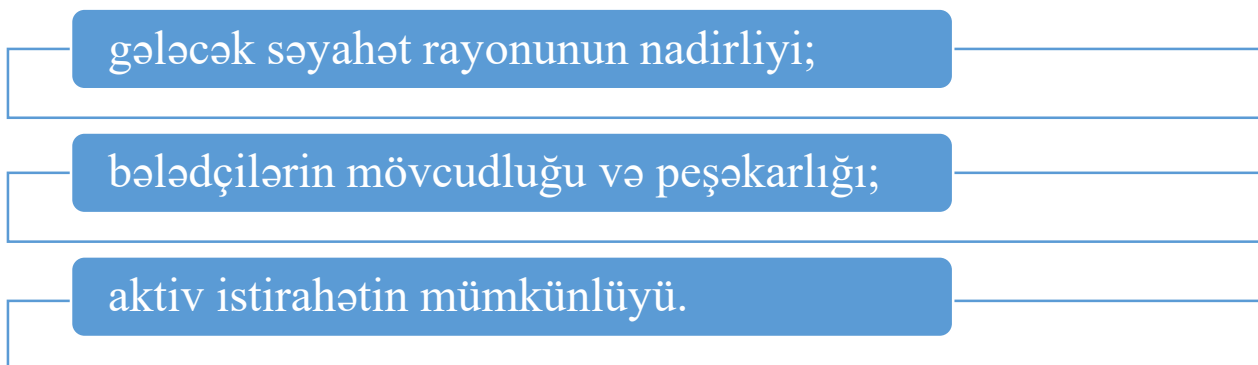 gələcək səyahət rayonunun nadirliyi;
bələdçilərin mövcudluğu və peşəkarlığı;
aktiv istirahətin mümkünlüyü.